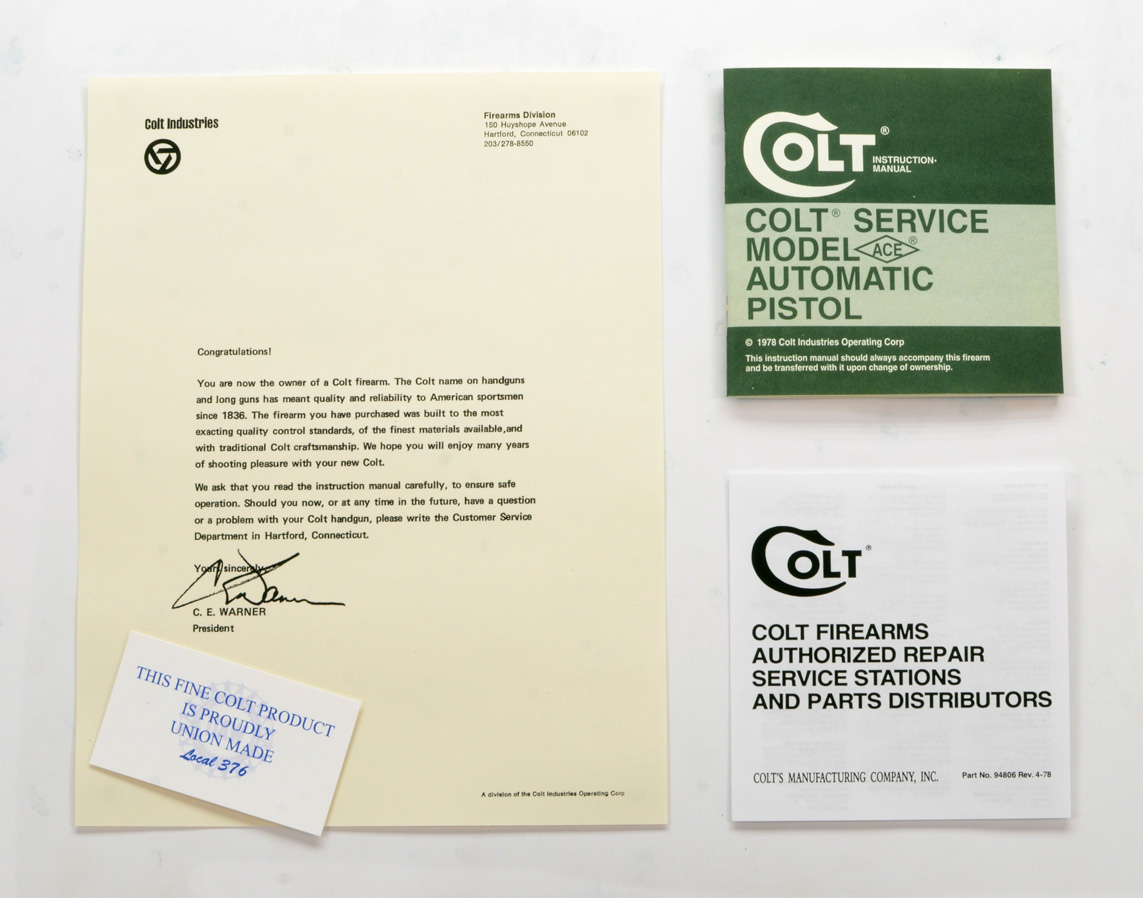 Colt Industries
Firearms Division
150 Huyshope Avenue
Hartford, Connecticut 06102
203/278-8550
Congratulations!
You are now the owner of a Colt firearm. The Colt name on handguns
and long guns has meant quality and reliability to American sportsmen
since 1836. The firearm you have purchased was built to the most
exacting quality control standards, of the finest materials available,and
with traditional Colt craftsmanship. We hope you will enjoy many years
of shooting pleasure with your new Colt.
We ask that you read the instruction manual carefully, to ensure safe
operation. Should you now, or at any time in the future, have a question
or a problem with your Colt handgun, please write the Customer Service
Department in Hartford, Connecticut.
Yours sincerely,
C. E. WARNER
President
A division of the Colt Industries Operating Corp
THIS FINE COLT PRODUCT
IS PROUDLY
UNION MADE
Local 376
COLT®
INSTRUCTION·
MANUAL
COLT® SERVICE
MODEL ACE®
AUTOMATIC
PISTOL
© 1978 Colt Industries Operating Corp
This instruction manual should always accompany this firearm
and be transferred with it upon change of ownership.
COLT®
COLT FIREARMS
AUTHORIZED REPAIR
SERVICE STATIONS
AND PARTS DISTRIBUTORS
COLT'S MANUFACTURING COMPANY, INC.
Part No. 94806 Rev. 4-78